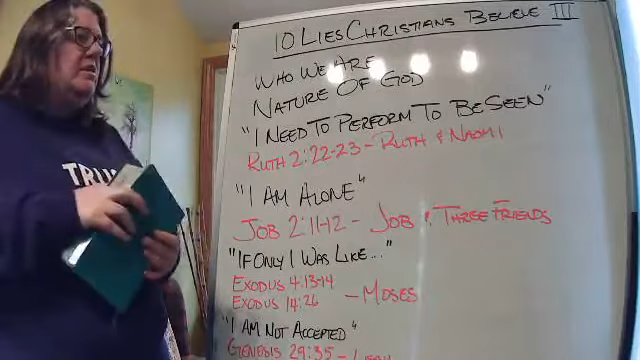 10 Lies Christians Believe III
Who We Are
Nature Of God
"I Need To Perform To Be Seen"
Ruth 2:22-23 - Ruth & Naomi
"I Am Alone"
Job 2:11-12 - Job & Three Friends
"If Only I Was Like..."
Exodus 4:13-14
Exodus 14:26
- Moses
"I Am Not Accepted"
Genesis 29:35 - Leah